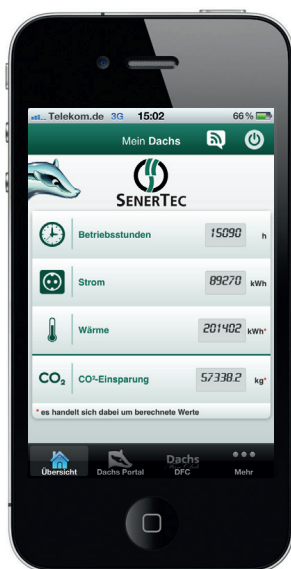 Telekom.de 3G 15:02 66 %
Mein Dachs
SENERTEC
Betriebsstunden 15090 h
Strom 89270 kWh
Wärme 201402 kWh*
CO₂ CO²-Einsparung 57338.2 kg*
* es handelt sich dabei um berechnete Werte
Dachs
Übersicht Dachs Portal DFC Mehr